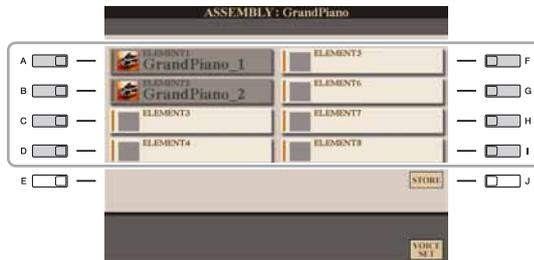 ASSEMBLY: GrandPiano
A ELEMENT1 ELEMENT5 F
GrandPiano_1
B ELEMENT2 ELEMENT6 G
GrandPiano_2
C ELEMENT3 ELEMENT7 H
D ELEMENT4 ELEMENT8 I
E STORE J
VOICE
SET